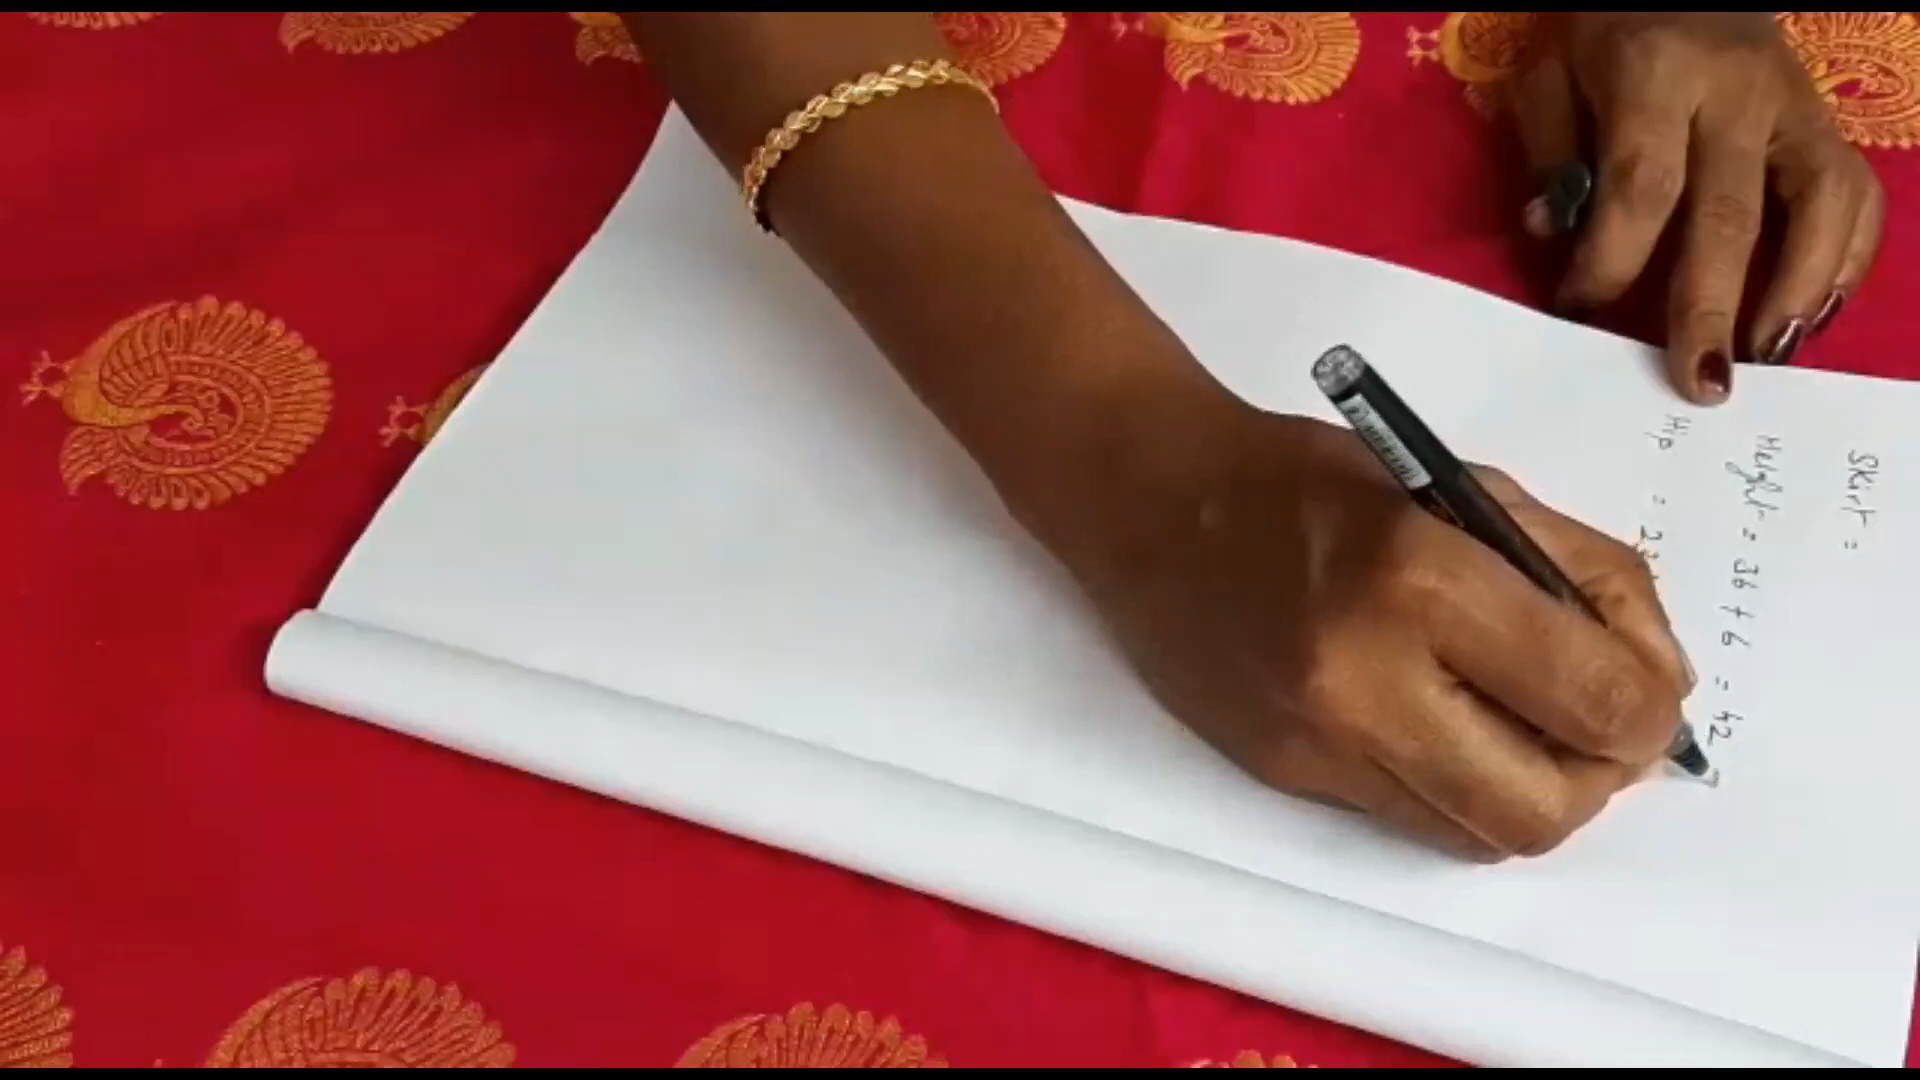 Skirt =
Height = 36 + 6 = 42
Hip =